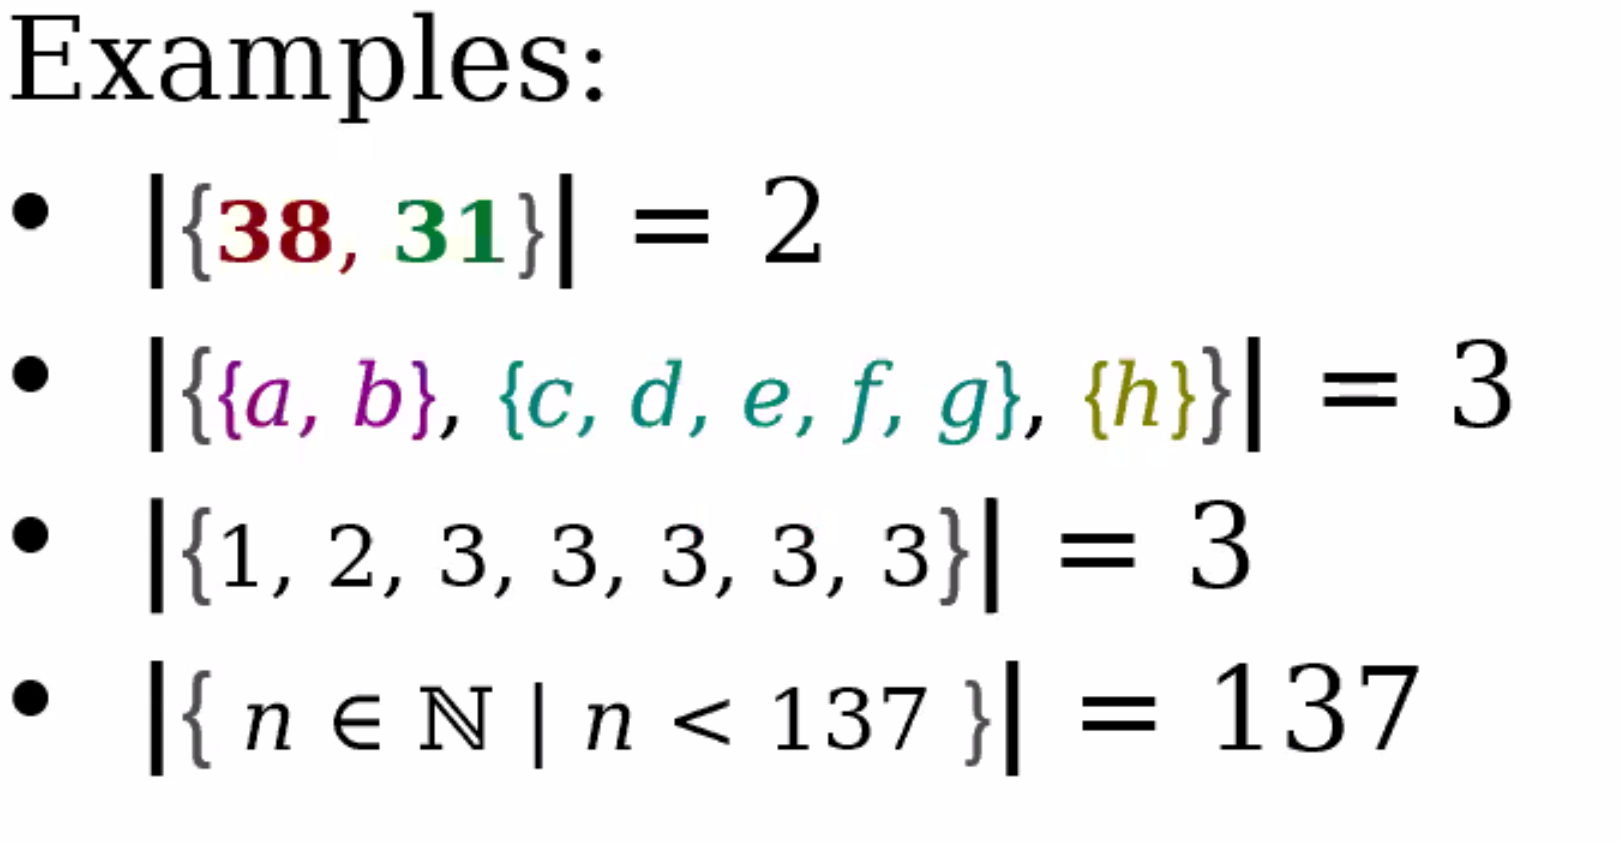 Examples:
• |{38, 31}| = 2
• |{{a, b}, {c, d, e, f, g}, {h}}| = 3
• |{1, 2, 3, 3, 3, 3, 3}| = 3
• |{ n ∈ ℕ | n < 137 }| = 137